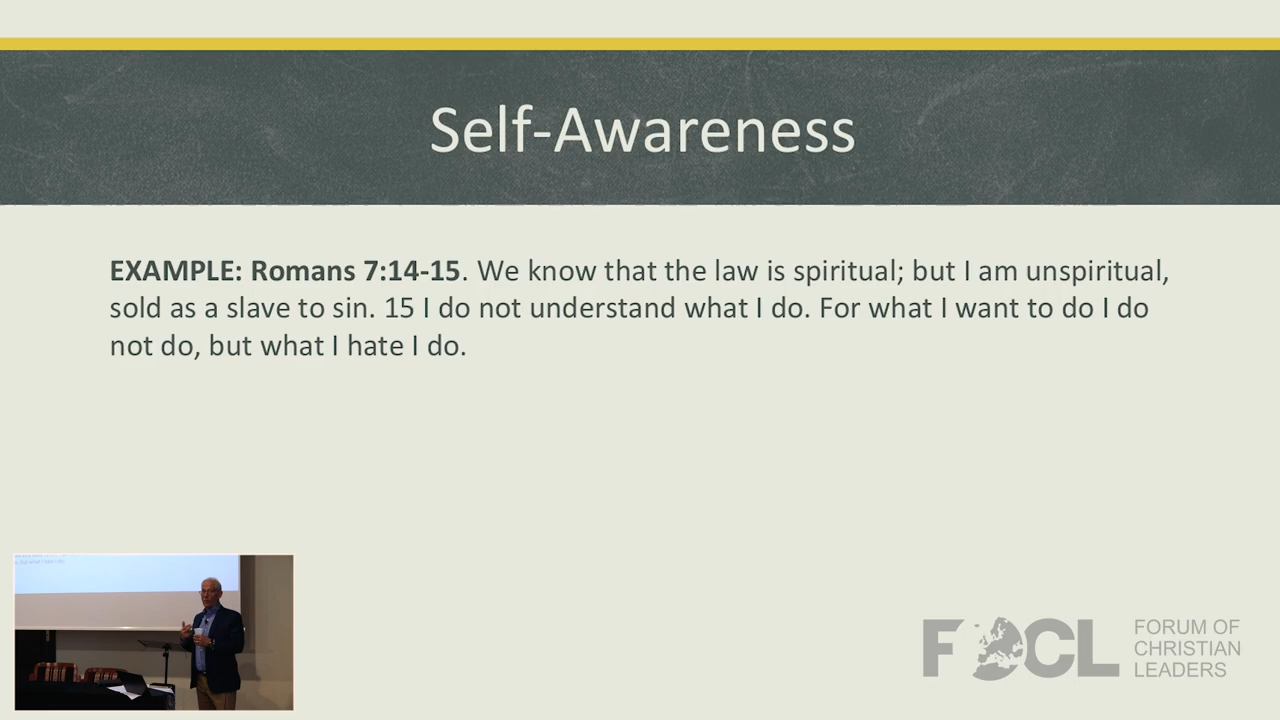 Self-Awareness
EXAMPLE: Romans 7:14-15. We know that the law is spiritual; but I am unspiritual,
sold as a slave to sin. 15 I do not understand what I do. For what I want to do I do
not do, but what I hate I do.
FOCL
FORUM OF
CHRISTIAN
LEADERS